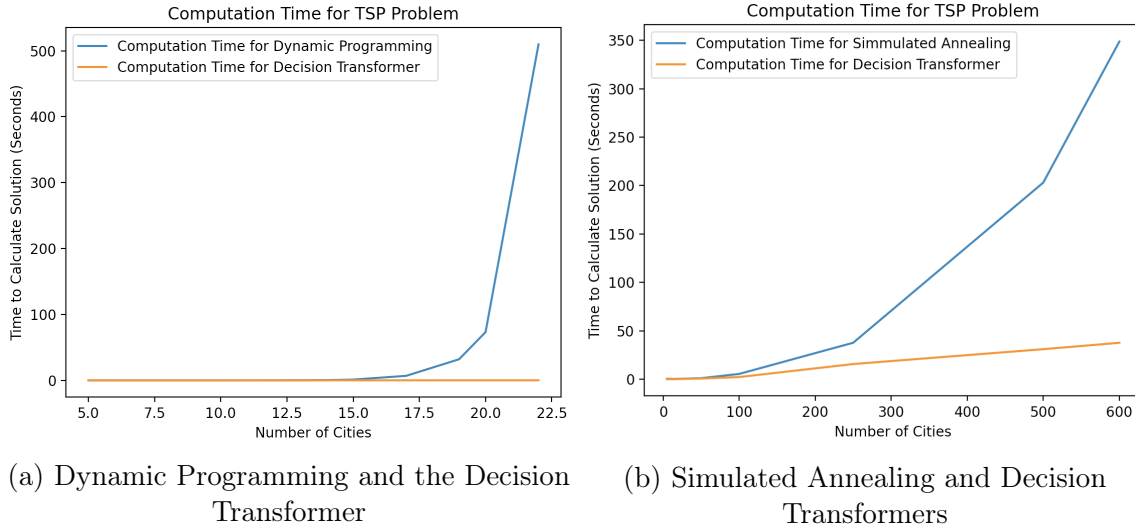 Computation Time for TSP Problem
Computation Time for Dynamic Programming
Computation Time for Decision Transformer
Time to Calculate Solution (Seconds)
500
400
300
200
100
0
5.0 7.5 10.0 12.5 15.0 17.5 20.0 22.5
Number of Cities
(a) Dynamic Programming and the Decision
Transformer
Computation Time for TSP Problem
Computation Time for Simmulated Annealing
Computation Time for Decision Transformer
Time to Calculate Solution (Seconds)
350
300
250
200
150
100
50
0
0 100 200 300 400 500 600
Number of Cities
(b) Simulated Annealing and Decision
Transformers